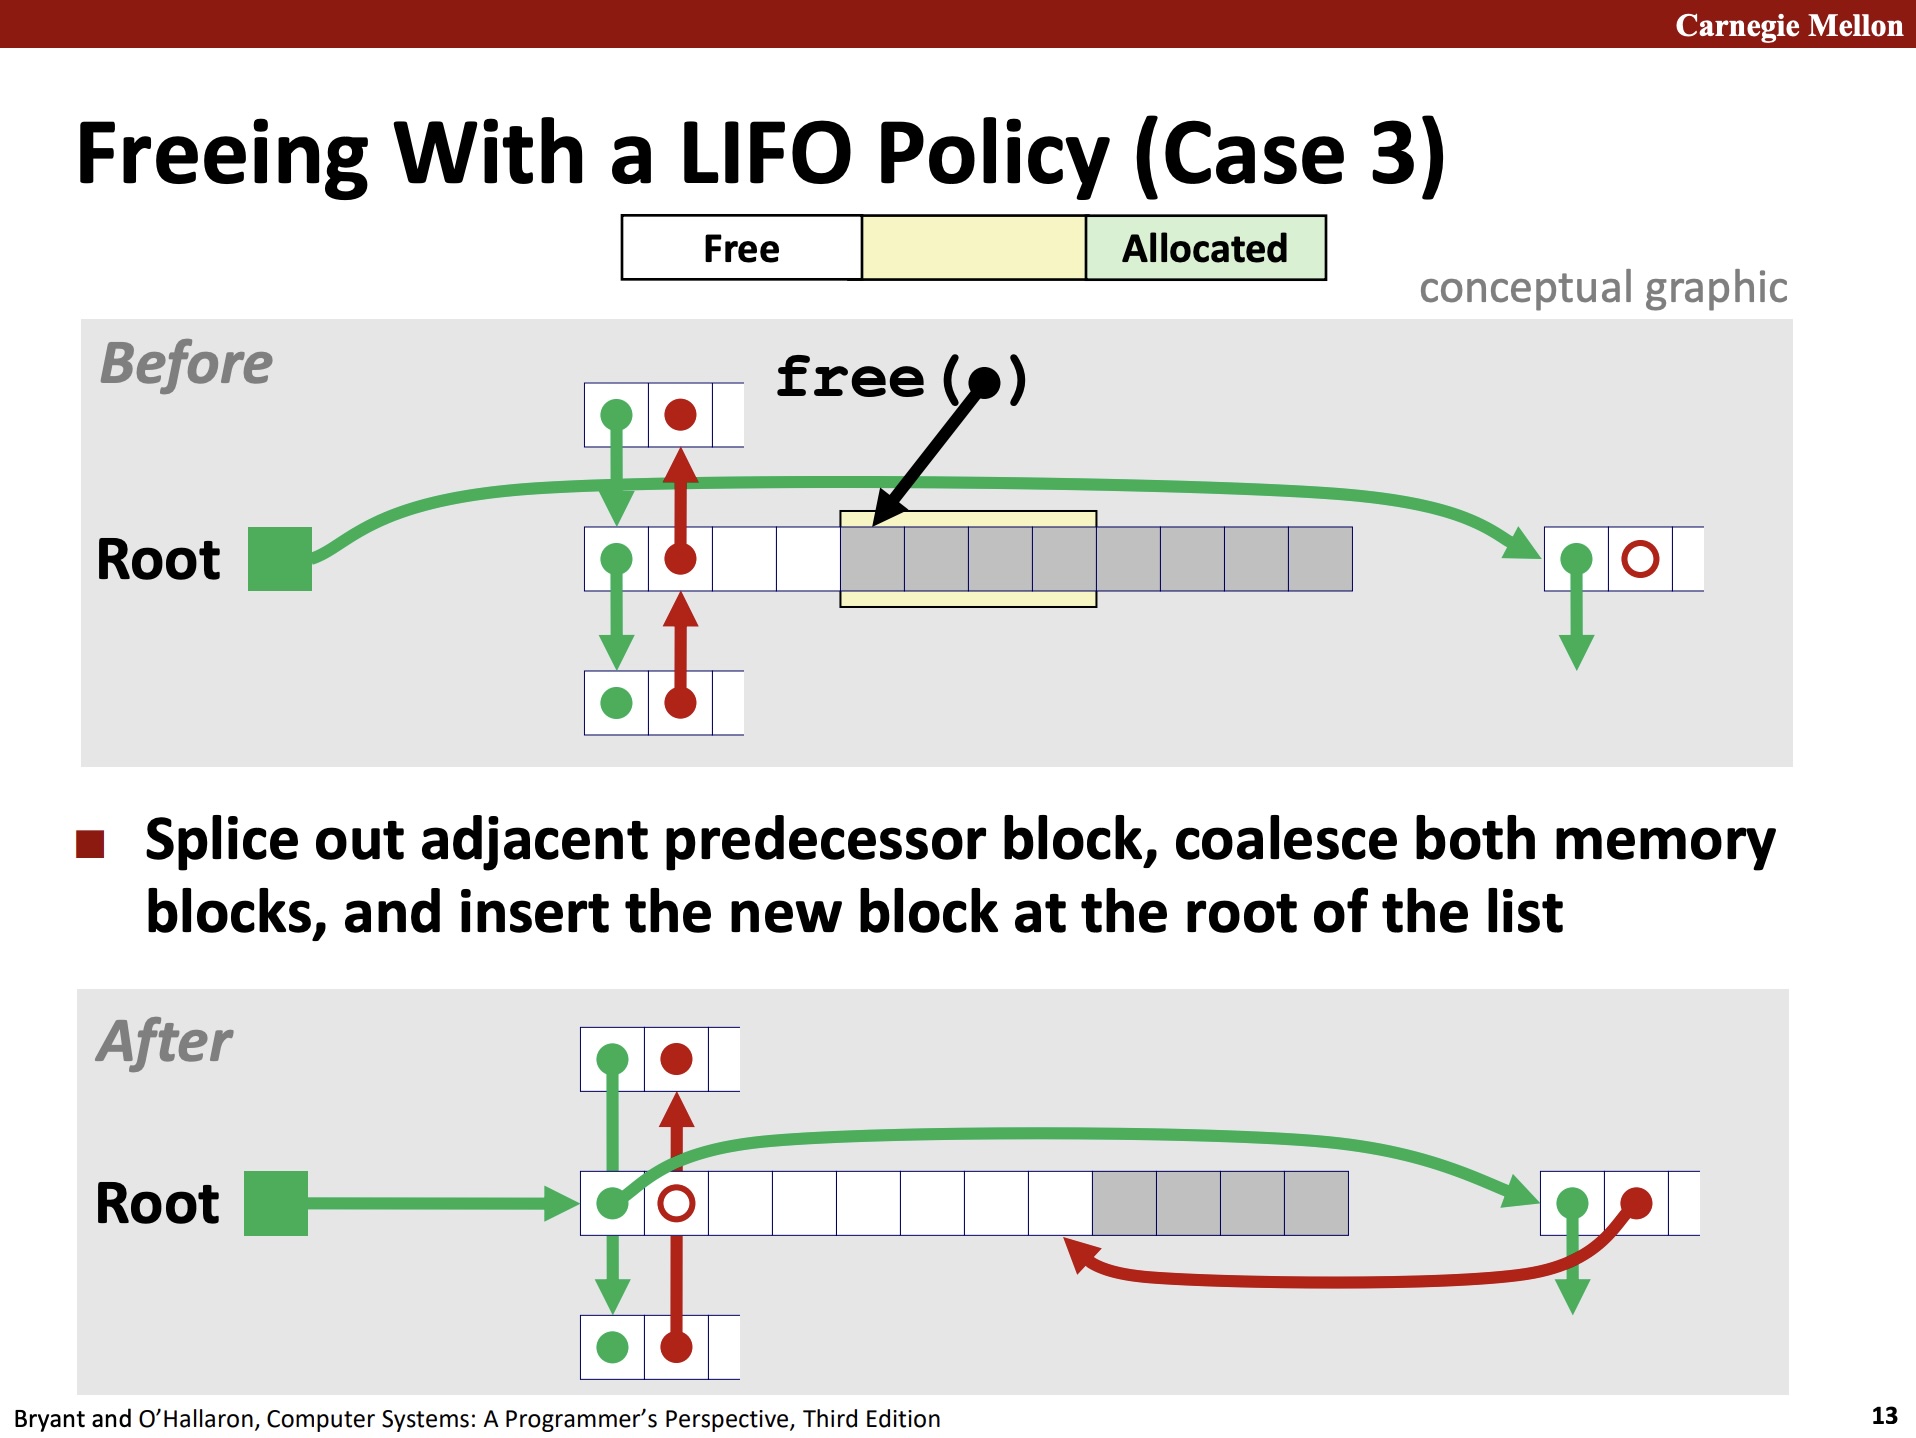 Carnegie Mellon
Freeing With a LIFO Policy (Case 3)
Free Allocated
conceptual graphic
Before
free( )
Root
■ Splice out adjacent predecessor block, coalesce both memory
blocks, and insert the new block at the root of the list
After
Root
Bryant and O’Hallaron, Computer Systems: A Programmer’s Perspective, Third Edition
13